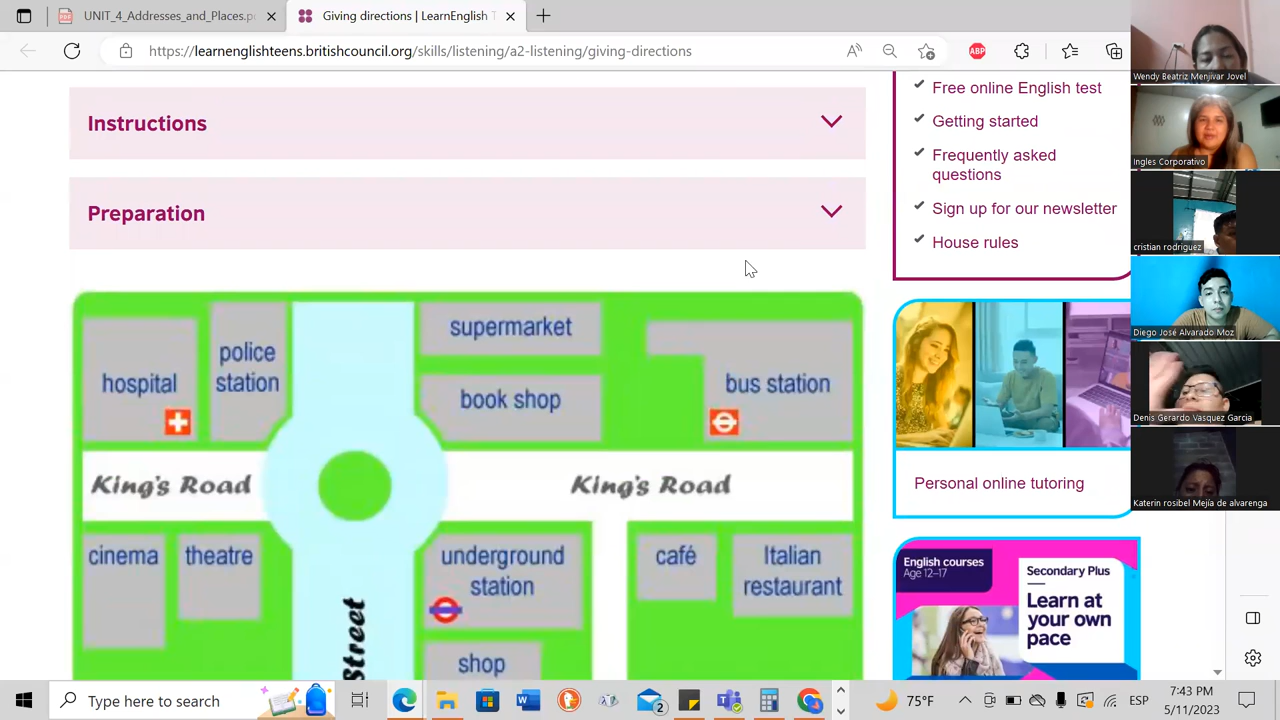 UNIT_4_Addresses_and_Places.pd
Giving directions | LearnEnglish T
https://learnenglishteens.britishcouncil.org/skills/listening/a2-listening/giving-directions
ABP
Instructions
Preparation
Free online English test
Getting started
Frequently asked
questions
Sign up for our newsletter
House rules
supermarket
police
station
hospital
book shop
bus station
King's Road
King's Road
cinema
theatre
underground
station
café
Italian
restaurant
Street
shop
Personal online tutoring
English courses
Age 12–17
Secondary Plus
Learn at
your own
pace
Wendy Beatriz Menjivar Jovel
Ingles Corporativo
cristian rodriguez
Diego José Alvarado Moz
Denis Gerardo Vasquez Garcia
Katerin rosibel Mejía de alvarenga
Type here to search
2
75°F
ESP
7:43 PM
5/11/2023